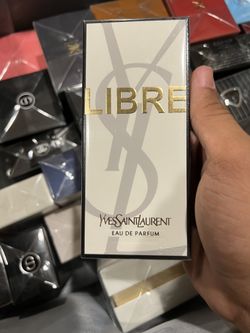 LIBRE
YVESSAINTLAURENT
EAU DE PARFUM